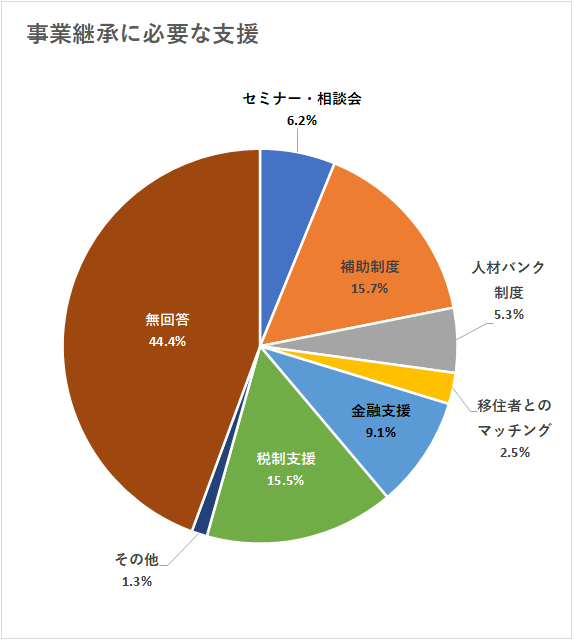 事業継承に必要な支援
セミナー・相談会
6.2%
補助制度
15.7%
人材バンク
制度
5.3%
移住者との
マッチング
2.5%
金融支援
9.1%
税制支援
15.5%
その他
1.3%
無回答
44.4%